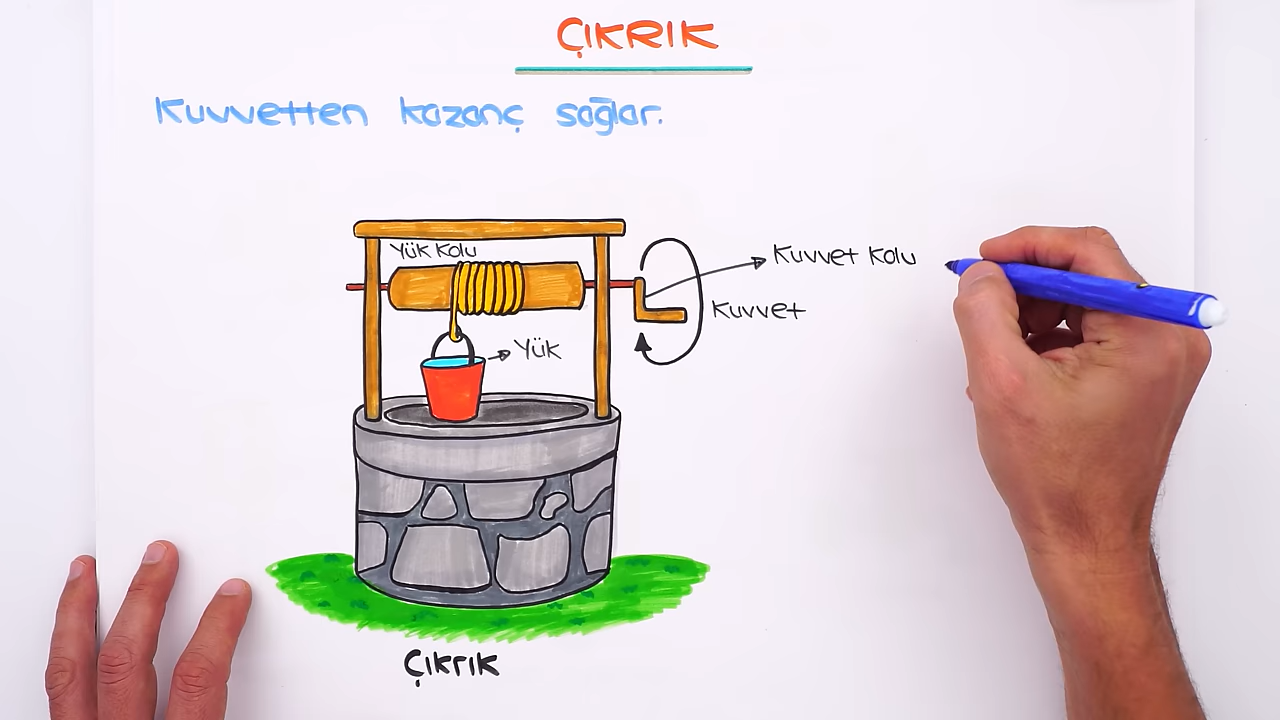 ÇIKRIK
Kuvvetten kazanç sağlar.
Yük Kolu
Kuvvet Kolu
Kuvvet
Yük
Çıkrık